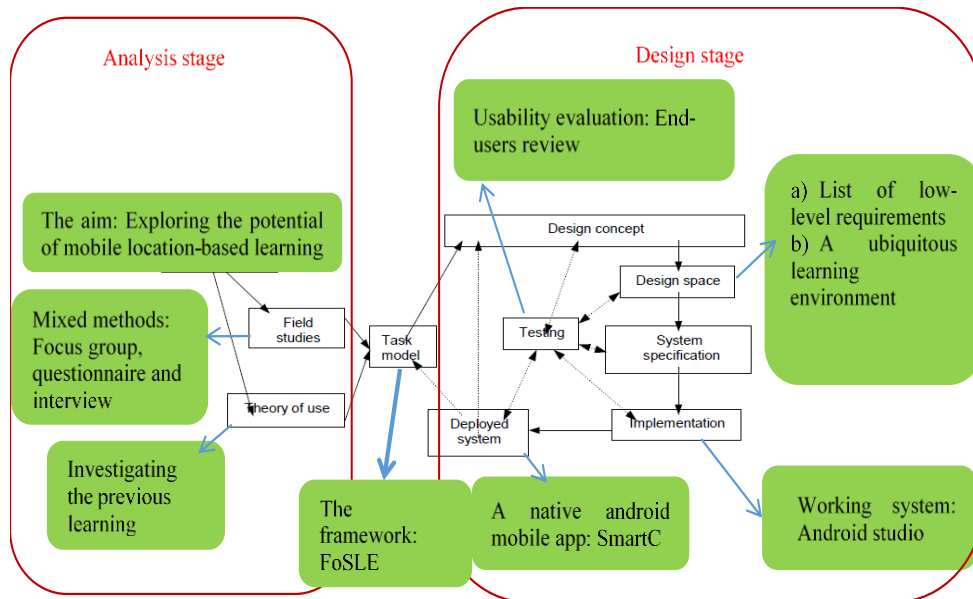 Analysis stage
Design stage
Usability evaluation: End-
users review
a) List of low-
level requirements
b) A ubiquitous
learning
environment
The aim: Exploring the potential
of mobile location-based learning
Design concept
Design space
Mixed methods:
Focus group,
questionnaire and
interview
Field
studies
Task
model
Testing
System
specification
Theory of use
Deployed
system
Implementation
Investigating
the previous
learning
The
framework:
FoSLE
A native android
mobile app: SmartC
Working system:
Android studio